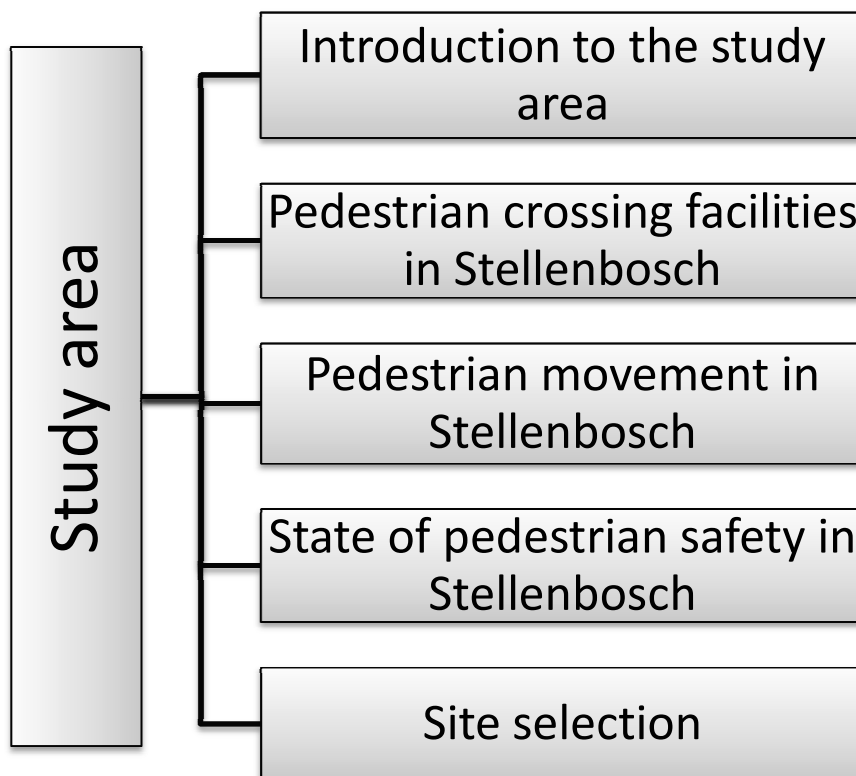 Study area
Introduction to the study
area
Pedestrian crossing facilities
in Stellenbosch
Pedestrian movement in
Stellenbosch
State of pedestrian safety in
Stellenbosch
Site selection